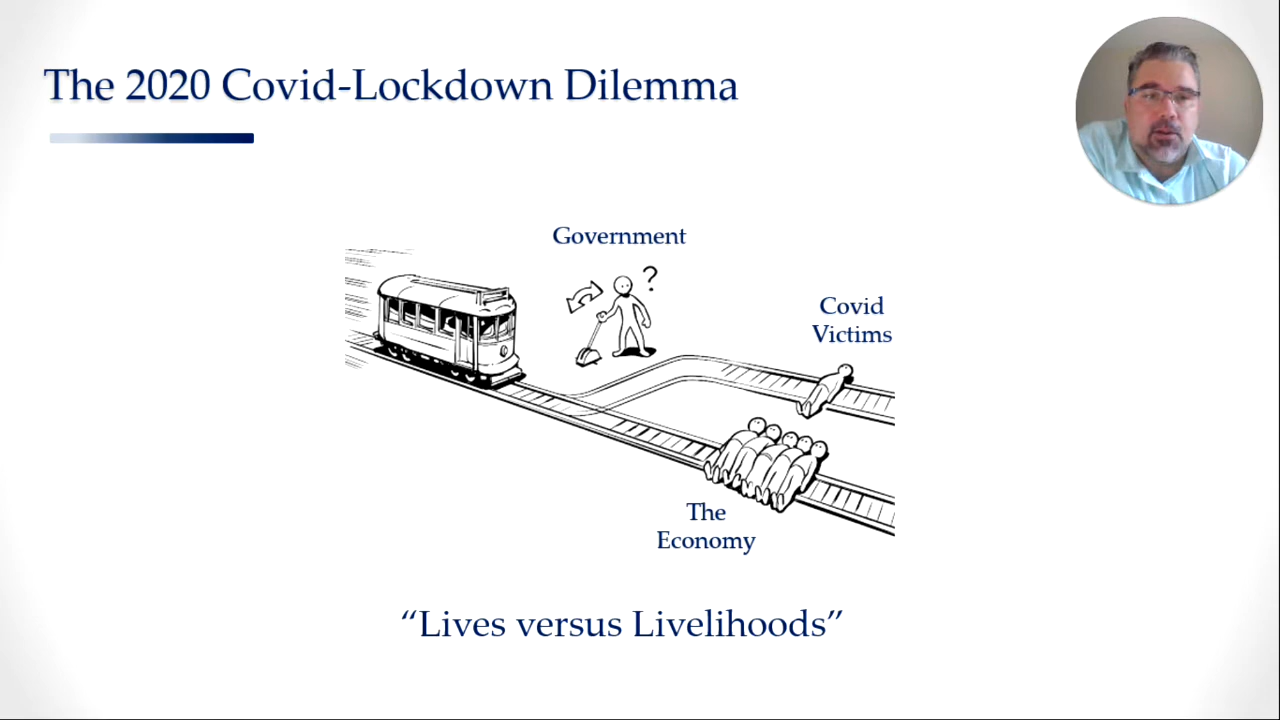 The 2020 Covid-Lockdown Dilemma
Government
?
Covid
Victims
The
Economy
“Lives versus Livelihoods”